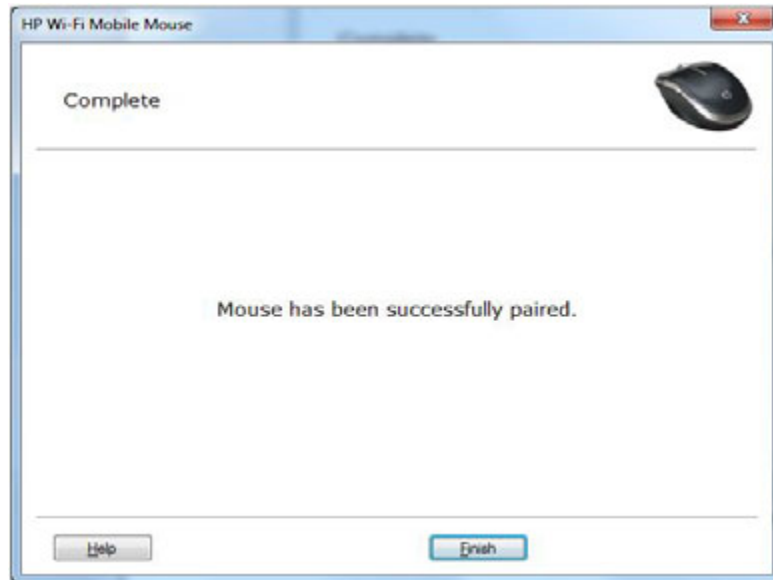 HP Wi-Fi Mobile Mouse
Complete
Mouse has been successfully paired.
Help
Finish